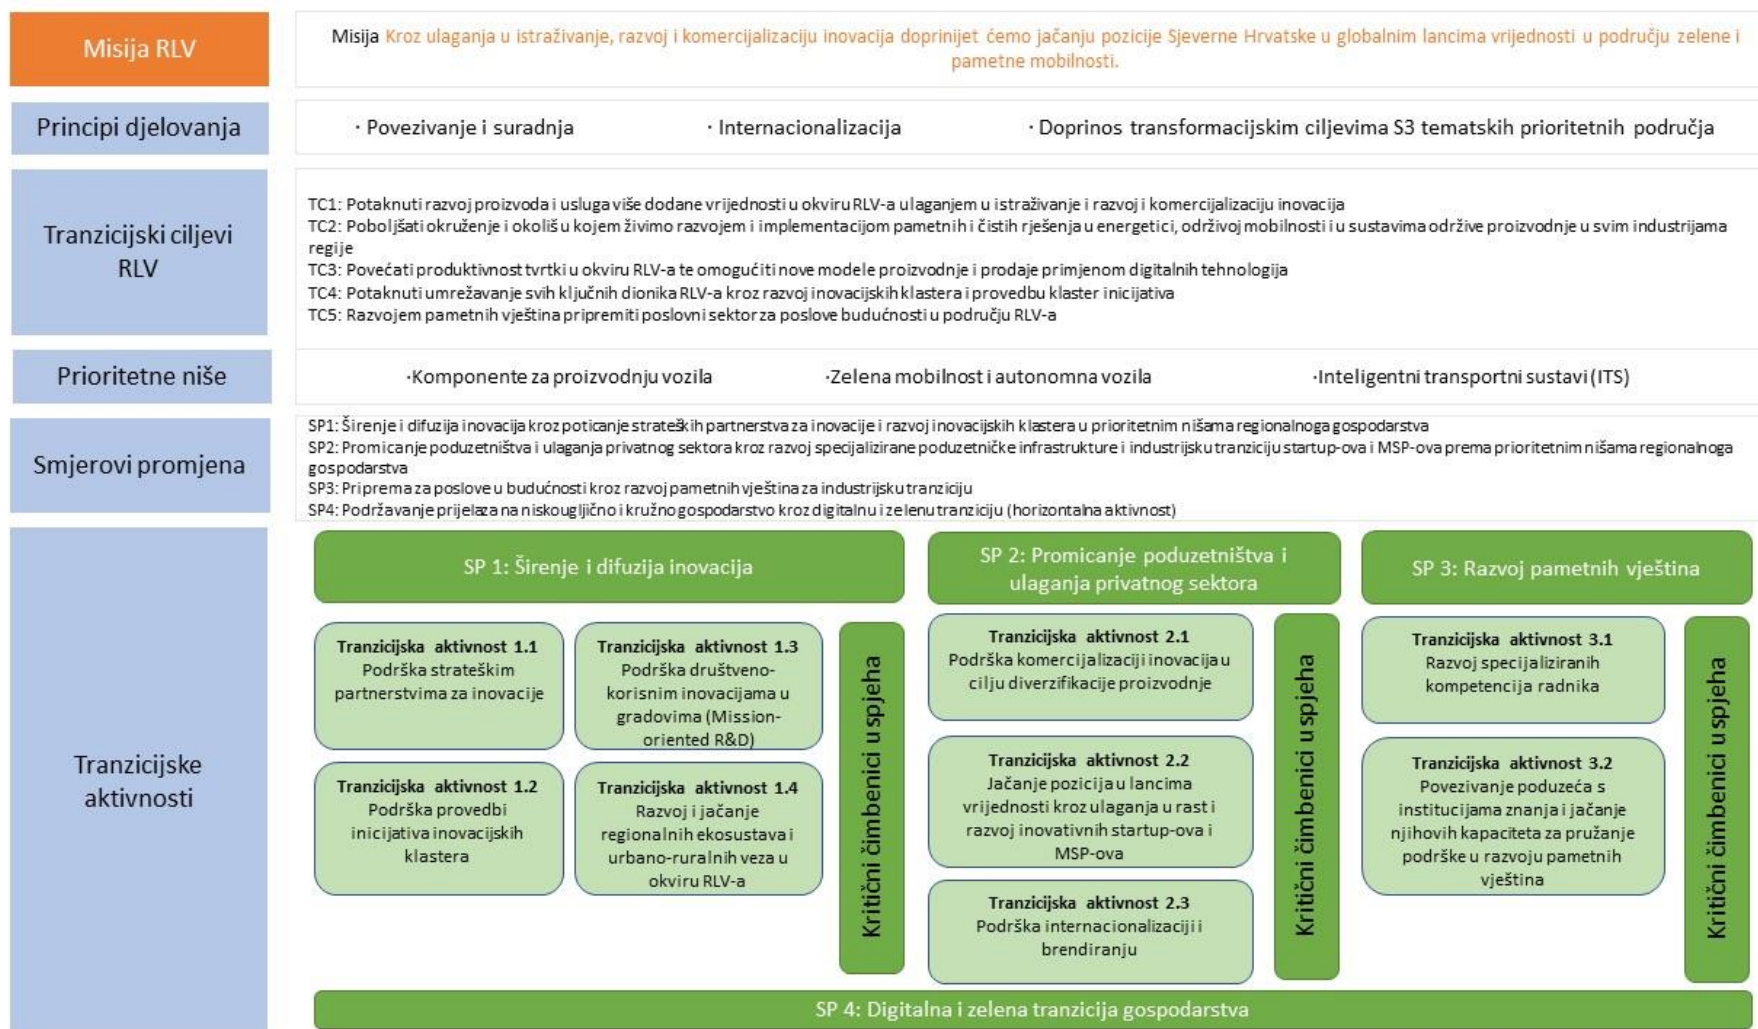 Misija RLV
Misija Kroz ulaganja u istraživanje, razvoj i komercijalizaciju inovacija doprinijet ćemo jačanju pozicije Sjeverne Hrvatske u globalnim lancima vrijednosti u području zelene i
pametne mobilnosti.
Principi djelovanja
· Povezivanje i suradnja
· Internacionalizacija
· Doprinos transformacijskim ciljevima S3 tematskih prioritetnih područja
Tranzicijski ciljevi
RLV
TC1: Potaknuti razvoj proizvoda i usluga više dodane vrijednosti u okviru RLV-a ulaganjem u istraživanje i razvoj i komercijalizaciju inovacija
TC2: Poboljšati okruženje i okoliš u kojem živimo razvojem i implementacijom pametnih i čistih rješenja u energetici, održivoj mobilnosti i u sustavima održive proizvodnje u svim industrijama
regije
TC3: Povećati produktivnost tvrtki u okviru RLV-a te omogućiti nove modele proizvodnje i prodaje primjenom digitalnih tehnologija
TC4: Potaknuti umrežavanje svih ključnih dionika RLV-a kroz razvoj inovacijskih klastera i provedbu klaster inicijativa
TC5: Razvojem pametnih vještina pripremiti poslovni sektor za poslove budućnosti u području RLV-a
Prioritetne niše
·Komponente za proizvodnju vozila
·Zelena mobilnost i autonomna vozila
·Inteligentni transportni sustavi (ITS)
Smjerovi promjena
SP1: Širenje i difuzija inovacija kroz poticanje strateških partnerstva za inovacije i razvoj inovacijskih klastera u prioritetnim nišama regionalnoga gospodarstva
SP2: Promicanje poduzetništva i ulaganja privatnog sektora kroz razvoj specijalizirane poduzetničke infrastrukture i industrijsku tranziciju startup-ova i MSP-ova prema prioritetnim nišama regionalnoga
gospodarstva
SP3: Priprema za poslove u budućnosti kroz razvoj pametnih vještina za industrijsku tranziciju
SP4: Podržavanje prijelaza na niskougljično i kružno gospodarstvo kroz digitalnu i zelenu tranziciju (horizontalna aktivnost)
Tranzicijske
aktivnosti
SP 1: Širenje i difuzija inovacija
Tranzicijska aktivnost 1.1
Podrška strateškim
partnerstvima za inovacije
Tranzicijska aktivnost 1.2
Podrška provedbi
inicijativa inovacijskih
klastera
Tranzicijska aktivnost 1.3
Podrška društveno-
korisnim inovacijama u
gradovima (Mission-
oriented R&D)
Tranzicijska aktivnost 1.4
Razvoj i jačanje
regionalnih ekosustava i
urbano-ruralnih veza u
okviru RLV-a
Kritični čimbenici uspjeha
SP 2: Promicanje poduzetništva i
ulaganja privatnog sektora
Tranzicijska aktivnost 2.1
Podrška komercijalizaciji inovacija u
cilju diverzifikacije proizvodnje
Tranzicijska aktivnost 2.2
Jačanje pozicija u lancima
vrijednosti kroz ulaganja u rast i
razvoj inovativnih startup-ova i
MSP-ova
Tranzicijska aktivnost 2.3
Podrška internacionalizaciji i
brendiranju
Kritični čimbenici uspjeha
SP 3: Razvoj pametnih vještina
Tranzicijska aktivnost 3.1
Razvoj specijaliziranih
kompetencija radnika
Tranzicijska aktivnost 3.2
Povezivanje poduzeća s
institucijama znanja i jačanje
njihovih kapaciteta za pružanje
podrške u razvoju pametnih
vještina
Kritični čimbenici uspjeha
SP 4: Digitalna i zelena tranzicija gospodarstva